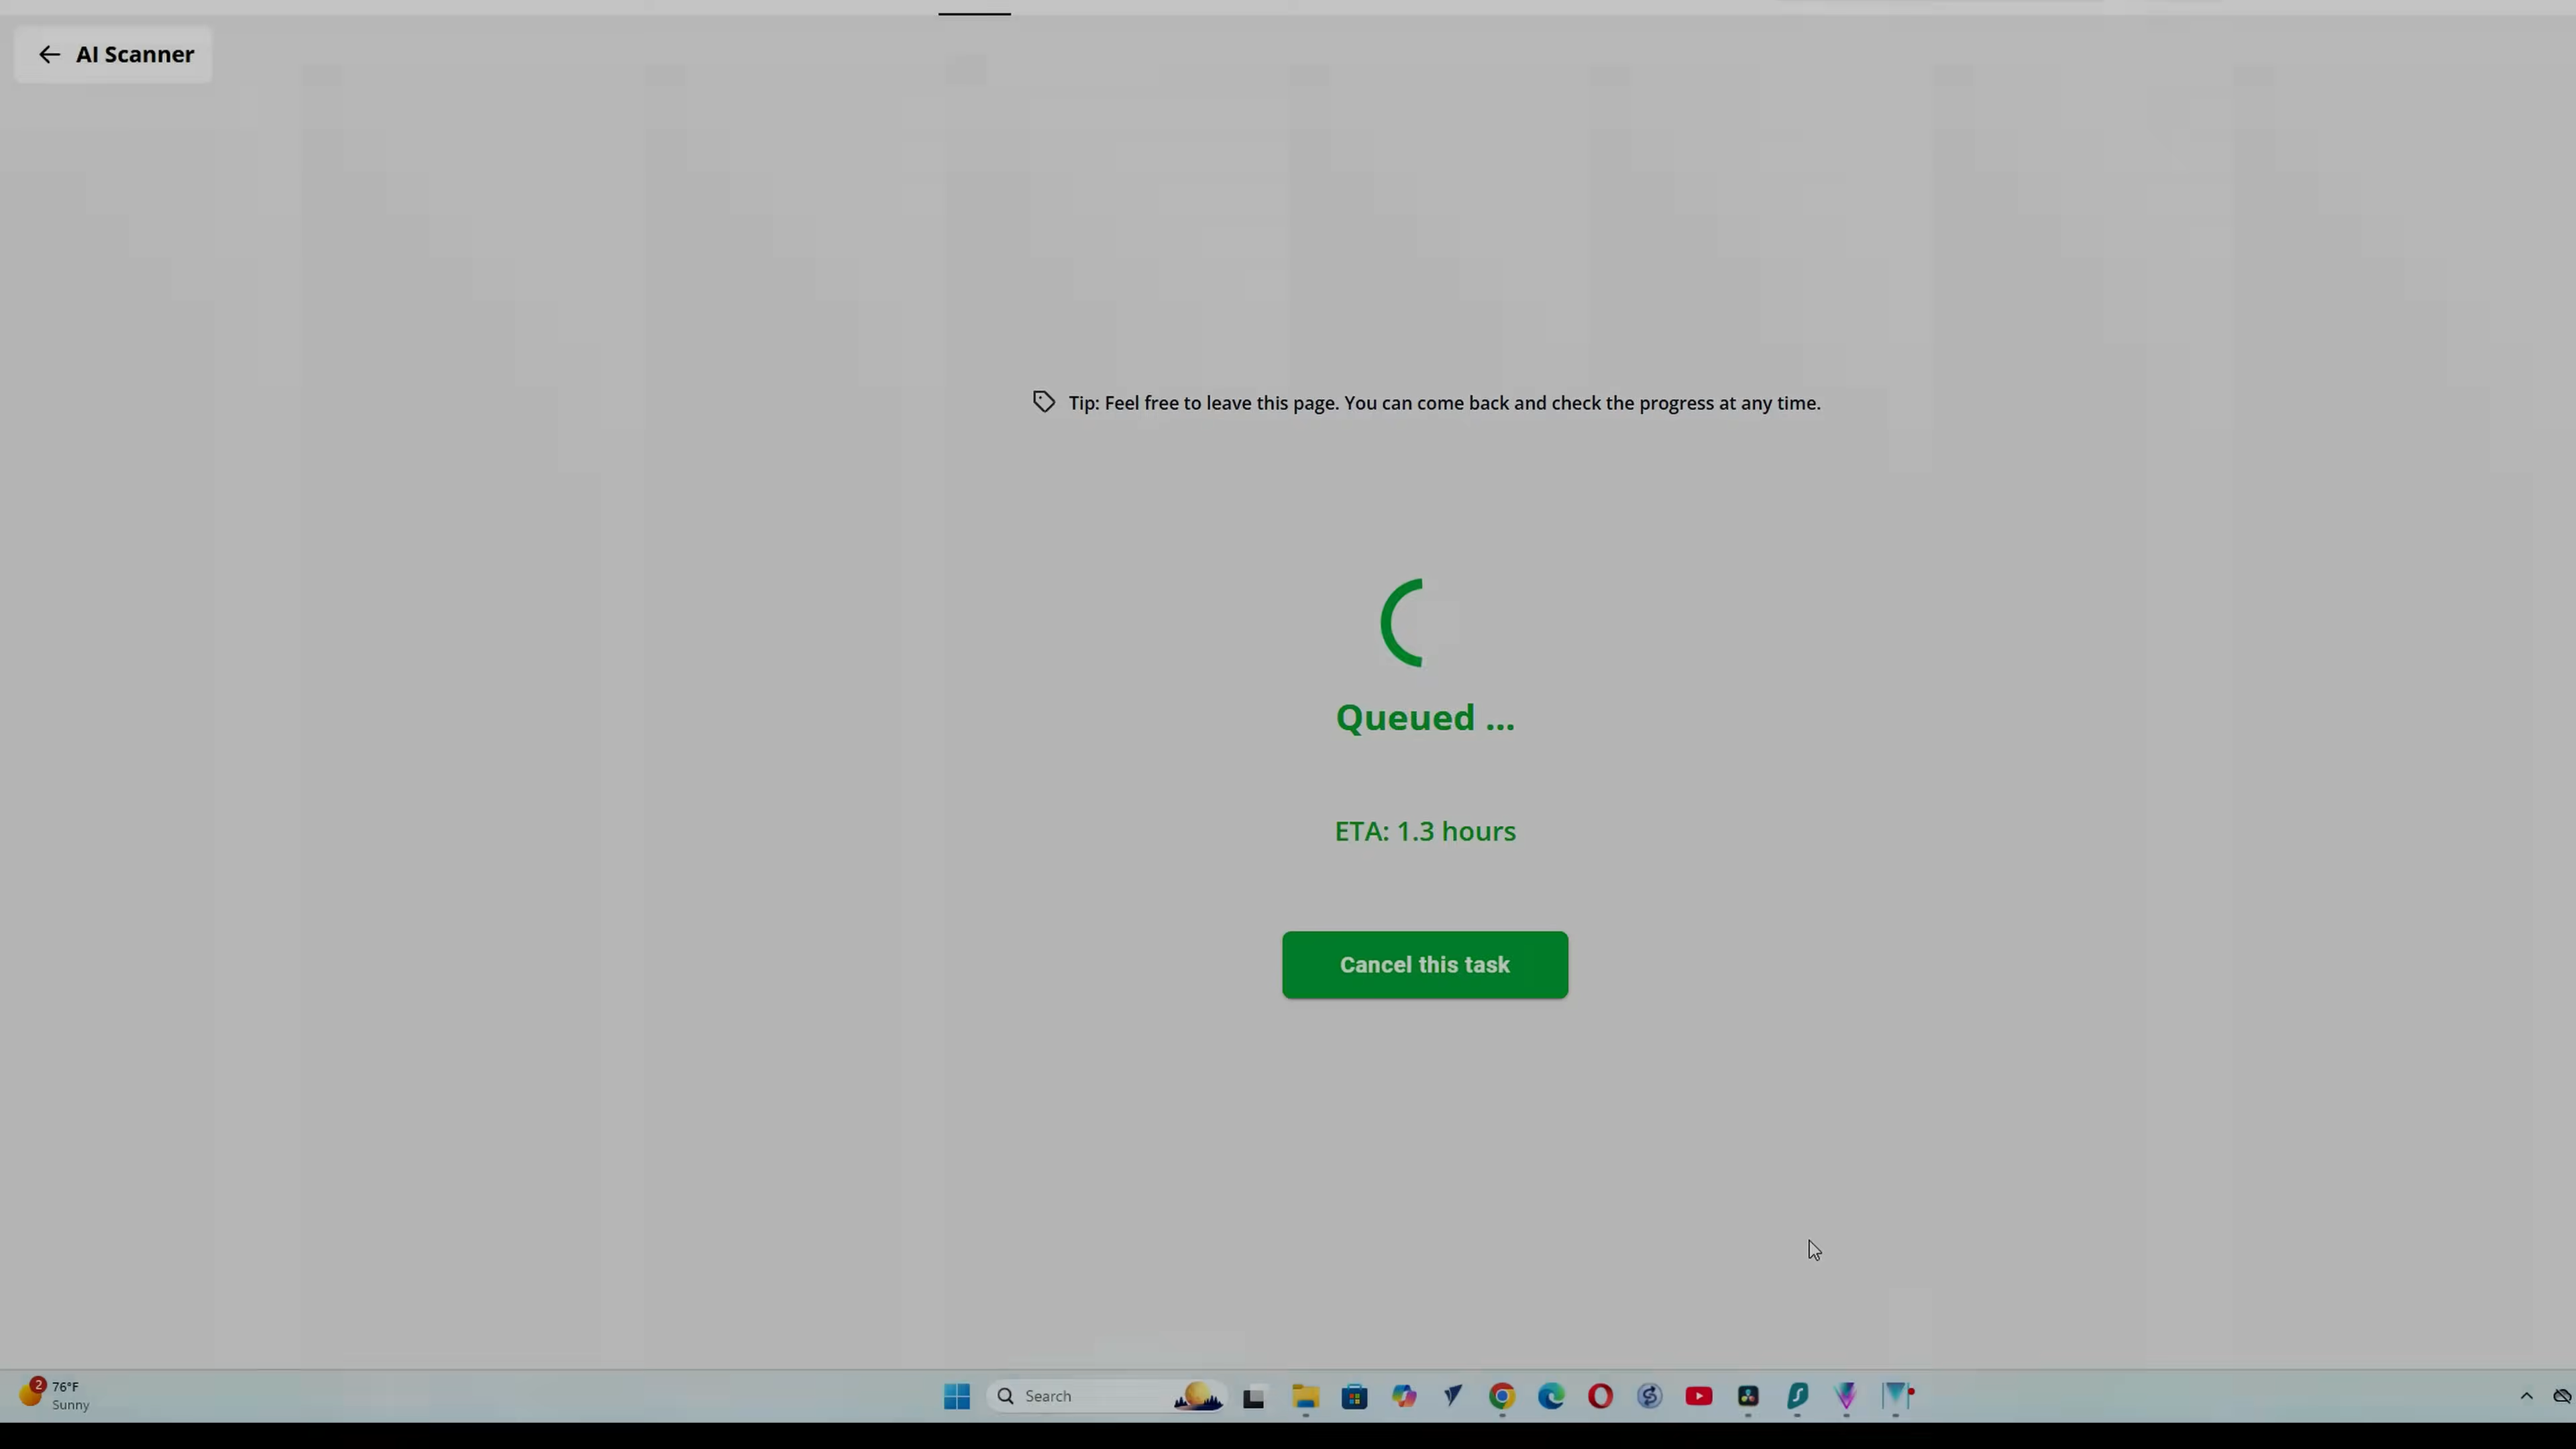 AI Scanner
Tip: Feel free to leave this page. You can come back and check the progress at any time.
Queued ...
ETA: 1.3 hours
Cancel this task
2
76°F
Sunny
Search